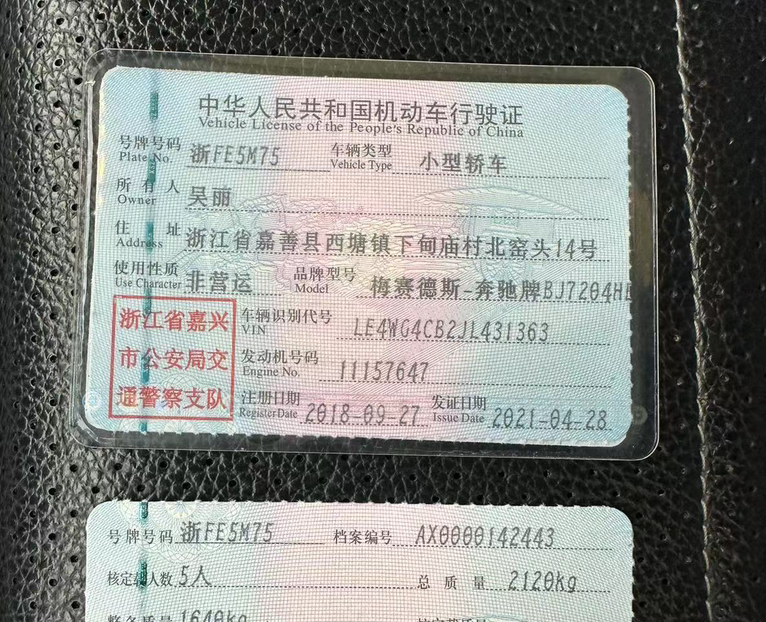 中华人民共和国机动车行驶证
Vehicle License of the People's Republic of China
号牌号码 Plate No. 浙FE5M75 车辆类型 Vehicle Type 小型轿车
所有人 Owner 吴丽
住址 Address 浙江省嘉善县西塘镇下甸庙村北窑头14号
使用性质 Use Character 非营运 品牌型号 Model 梅赛德斯-奔驰牌BJ7204H
浙江省嘉兴
市公安局交
通警察支队
车辆识别代号 VIN LE4WG4CB2JL431363
发动机号码 Engine No. 11157647
注册日期 Register Date 2018-09-27 发证日期 Issue Date 2021-04-28
号牌号码 浙FE5M75 档案编号 AX0000142443
核定载人数 5人 总质量 2120kg
整备质量 1640kg